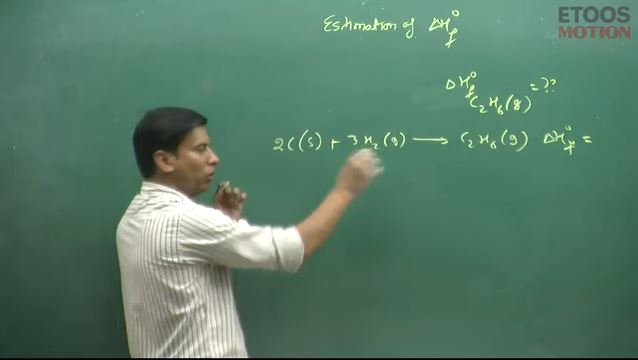 Estimation of ΔH°f
ETOOS
MOTION
ΔH°f C2H6(g) = ??
2C(s) + 3H2(g) ⟶ C2H6(g) ΔH°f =